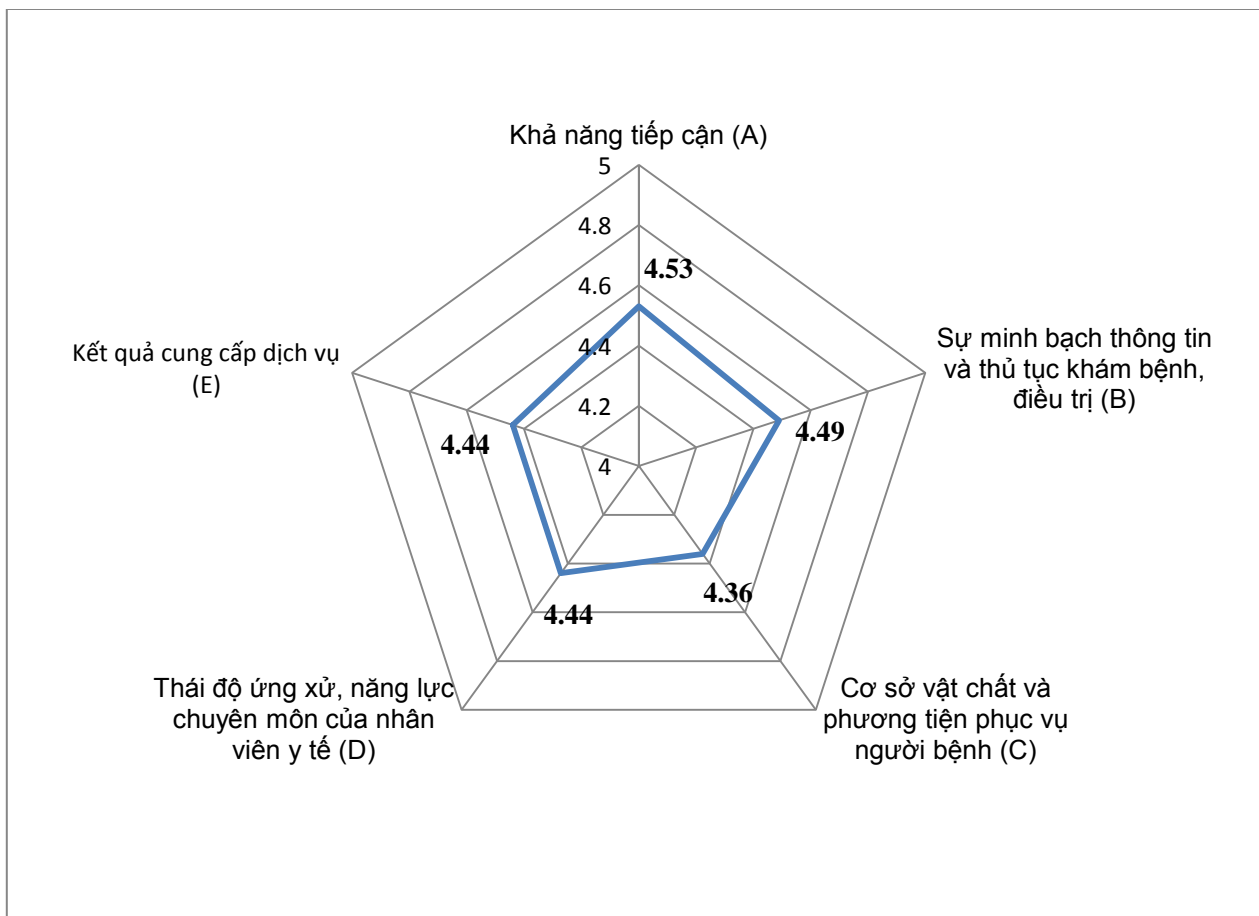 Khả năng tiếp cận (A)
5
4.8
4.53
4.6
4.4
4.2
4
Sự minh bạch thông tin
và thủ tục khám bệnh,
điều trị (B)
4.49
Kết quả cung cấp dịch vụ
(E)
4.44
4.36
4.44
Thái độ ứng xử, năng lực
chuyên môn của nhân
viên y tế (D)
Cơ sở vật chất và
phương tiện phục vụ
người bệnh (C)